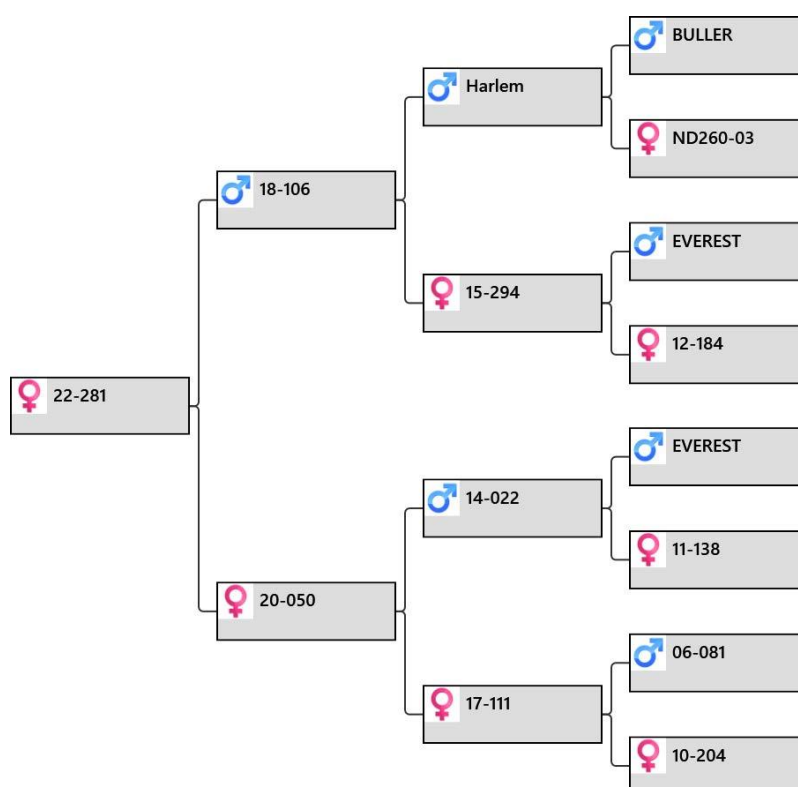 BULLER
Harlem
ND260-03
18-106
EVEREST
15-294
12-184
22-281
EVEREST
14-022
11-138
20-050
06-081
17-111
10-204